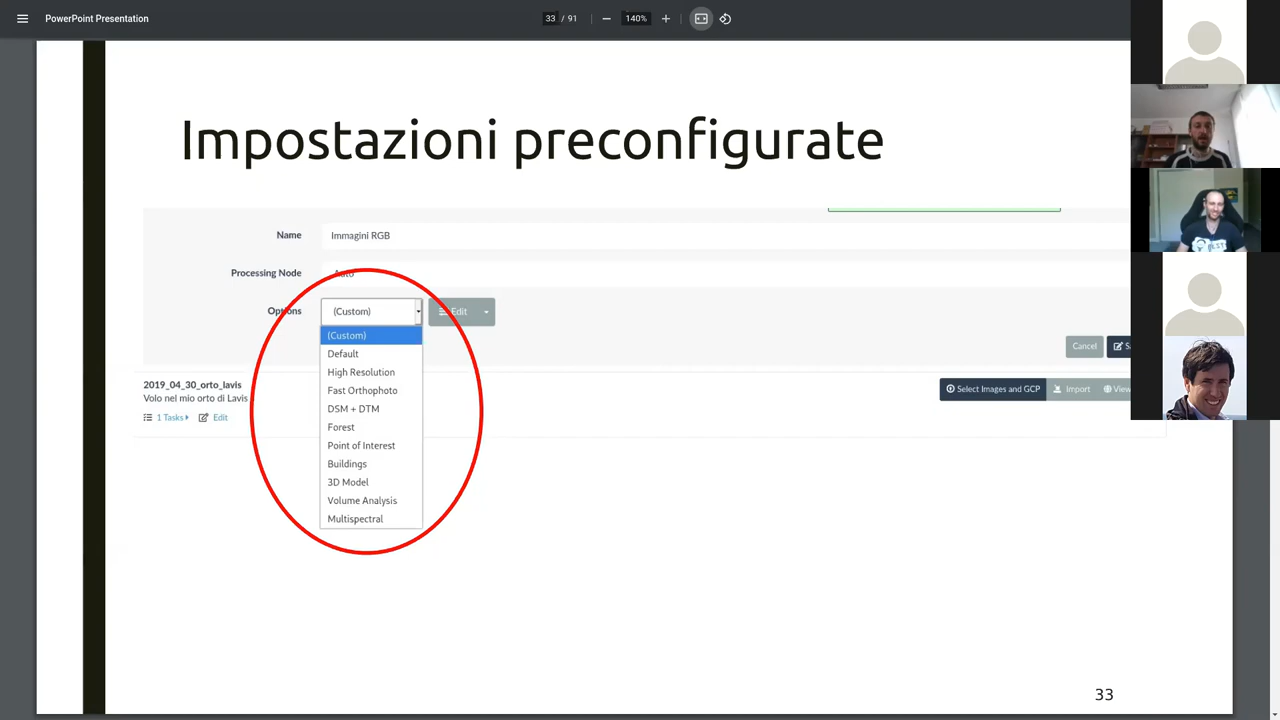 PowerPoint Presentation
33 / 91
140%
Impostazioni preconfigurate
Name
Immagini RGB
Processing Node
Auto
Options
(Custom)
Edit
(Custom)
Default
High Resolution
Fast Orthophoto
DSM + DTM
Forest
Point of Interest
Buildings
3D Model
Volume Analysis
Multispectral
Cancel
2019_04_30_orto_lavis
Volo nel mio orto di Lavis
1 Tasks
Edit
Select Images and GCP
Import
View
33